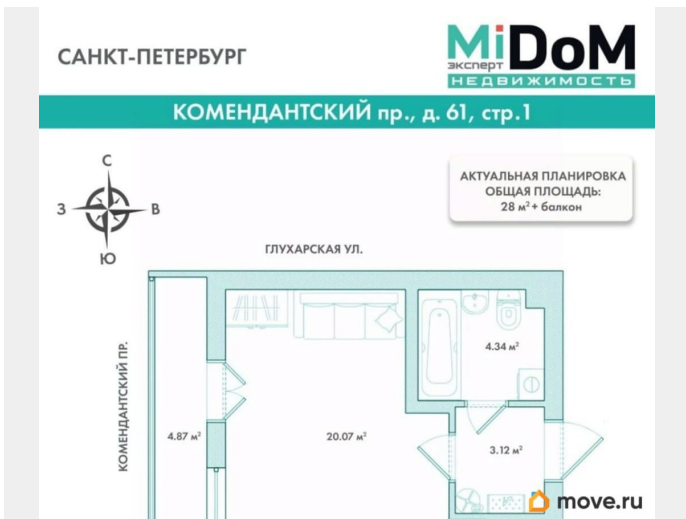 САНКТ-ПЕТЕРБУРГ
MiDoM
эксперт
НЕДВИЖИМОСТЬ
КОМЕНДАНТСКИЙ пр., д. 61, стр.1
С
З
В
Ю
АКТУАЛЬНАЯ ПЛАНИРОВКА
ОБЩАЯ ПЛОЩАДЬ:
28 м² + балкон
ГЛУХАРСКАЯ УЛ.
КОМЕНДАНТСКИЙ ПР.
4.34 м²
4.87 м²
20.07 м²
3.12 м²
move.ru